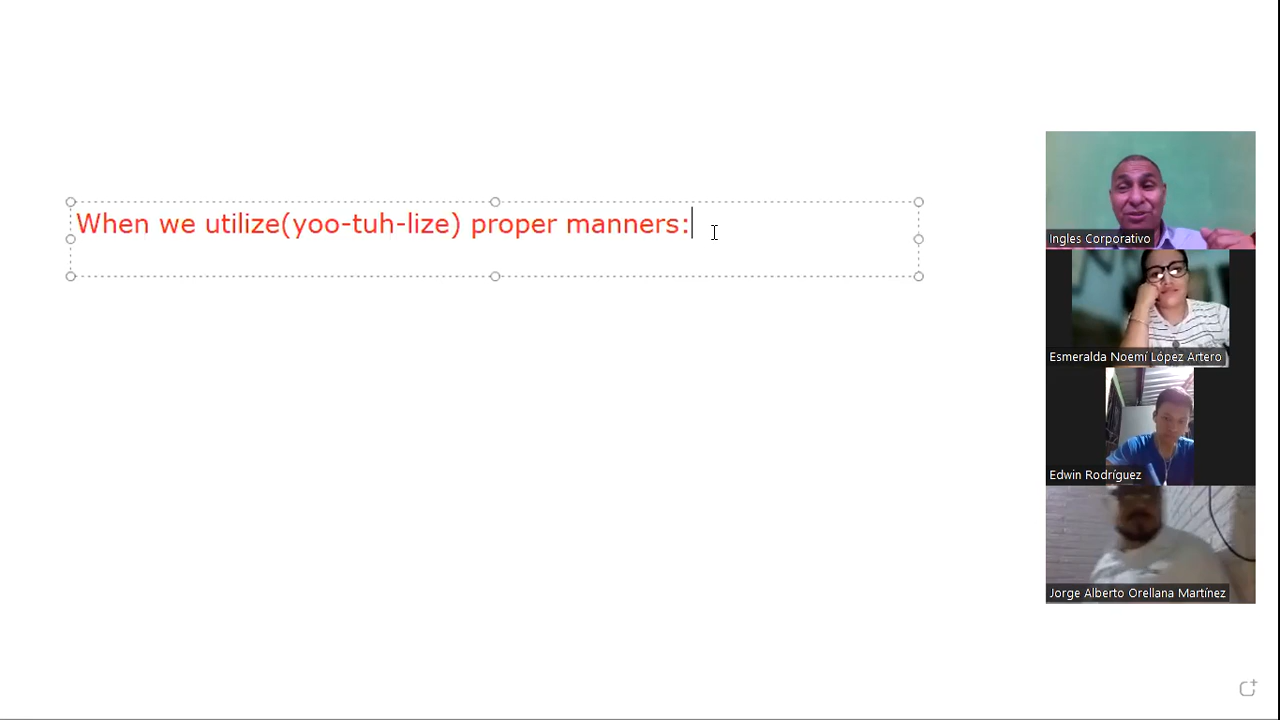 When we utilize(yoo-tuh-lize) proper manners:
Ingles Corporativo
Esmeralda Noemí López Artero
Edwin Rodríguez
Jorge Alberto Orellana Martínez